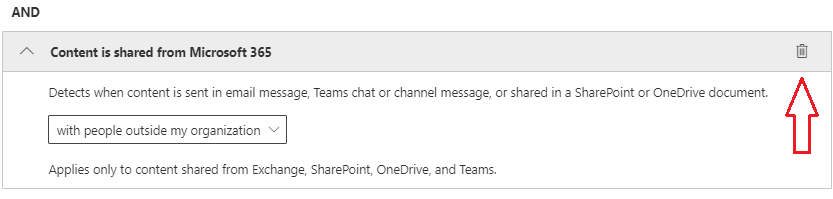 AND
Content is shared from Microsoft 365
Detects when content is sent in email message, Teams chat or channel message, or shared in a SharePoint or OneDrive document.
with people outside my organization
Applies only to content shared from Exchange, SharePoint, OneDrive, and Teams.